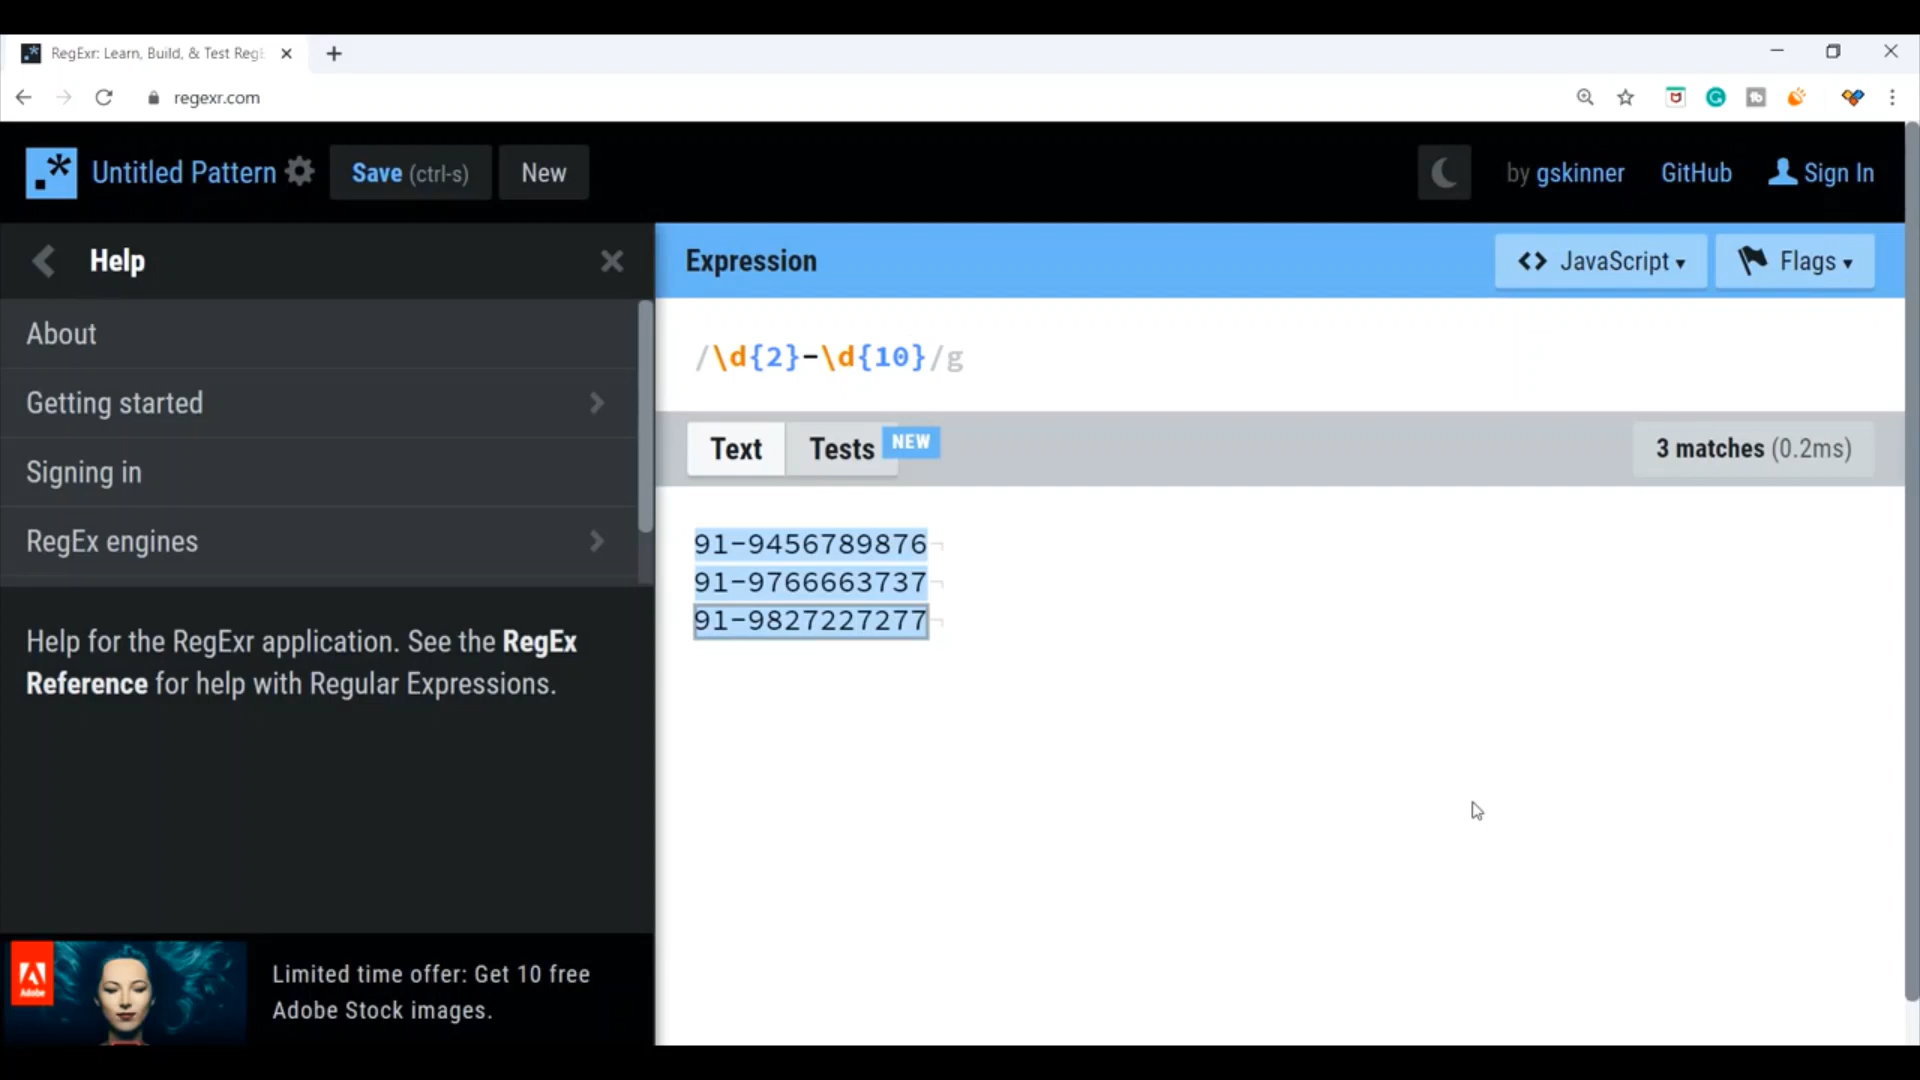 RegExr: Learn, Build, & Test RegE
regexr.com
Untitled Pattern
Save (ctrl-s)
New
by gskinner
GitHub
Sign In
Help
Expression
<> JavaScript ▾
Flags ▾
About
Getting started
Signing in
RegEx engines
/\d{2}-\d{10}/g
Text
Tests
NEW
3 matches (0.2ms)
91-9456789876
91-9766663737
91-9827227277
Help for the RegExr application. See the RegEx
Reference for help with Regular Expressions.
Adobe
Limited time offer: Get 10 free
Adobe Stock images.